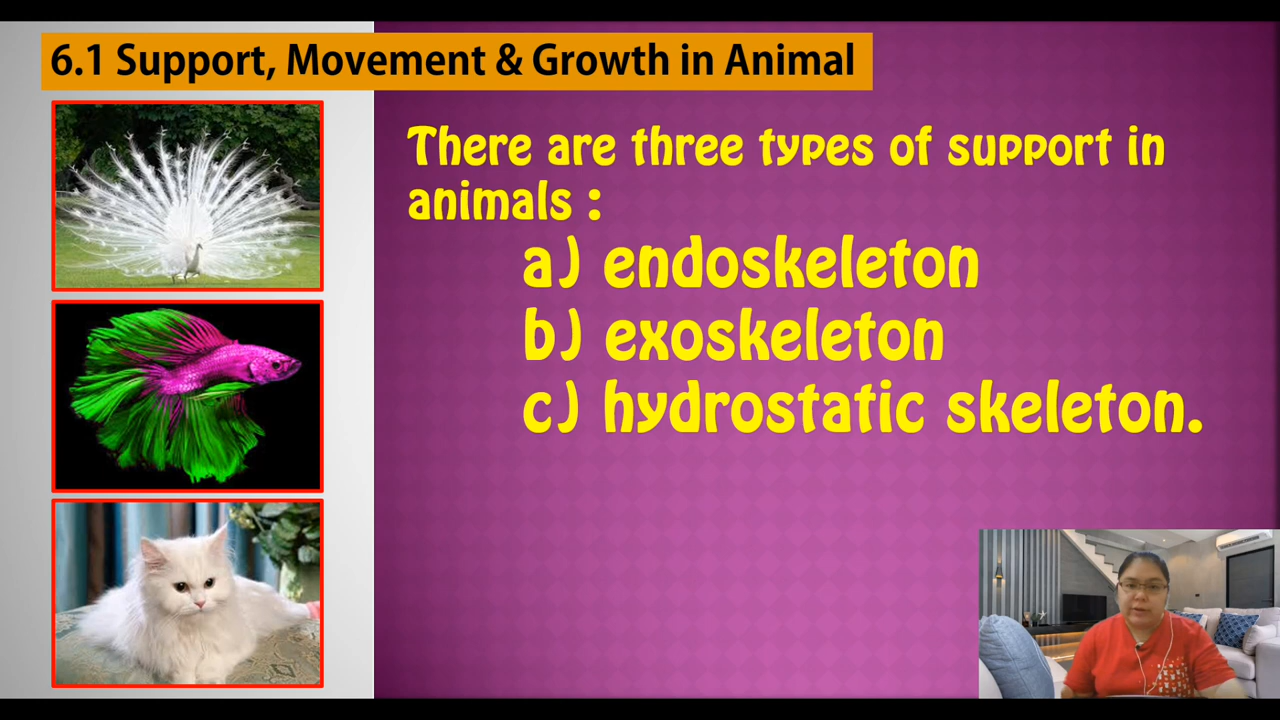 6.1 Support, Movement & Growth in Animal
There are three types of support in
animals :
a) endoskeleton
b) exoskeleton
c) hydrostatic skeleton.